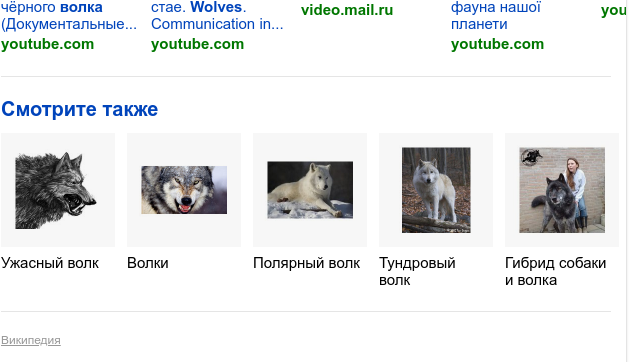 чёрного волка
(Документальные...
youtube.com
стае. Wolves.
Communication in...
youtube.com
video.mail.ru
фауна нашої
планети
youtube.com
you
Смотрите также
Ужасный волк
Волки
Полярный волк
Тундровый
волк
Гибрид собаки
и волка
Википедия